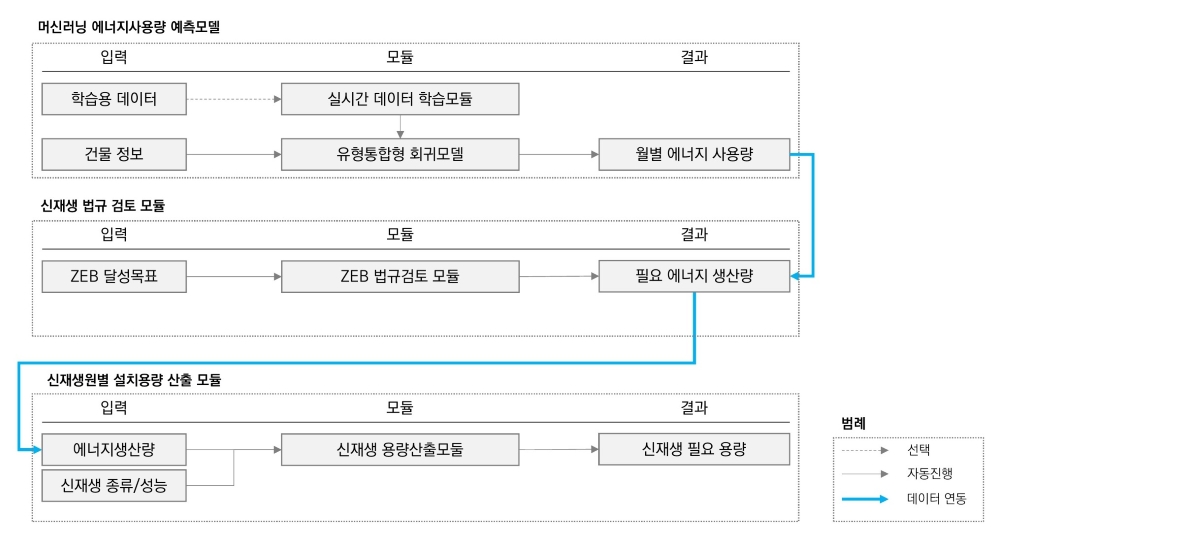 머신러닝 에너지사용량 예측모델
입력 모듈 결과
학습용 데이터 실시간 데이터 학습모듈
건물 정보 유형통합형 회귀모델 월별 에너지 사용량
신재생 법규 검토 모듈
입력 모듈 결과
ZEB 달성목표 ZEB 법규검토 모듈 필요 에너지 생산량
신재생원별 설치용량 산출 모듈
입력 모듈 결과
에너지생산량 신재생 용량산출모둘 신재생 필요 용량
신재생 종류/성능
범례
선택
자동진행
데이터 연동